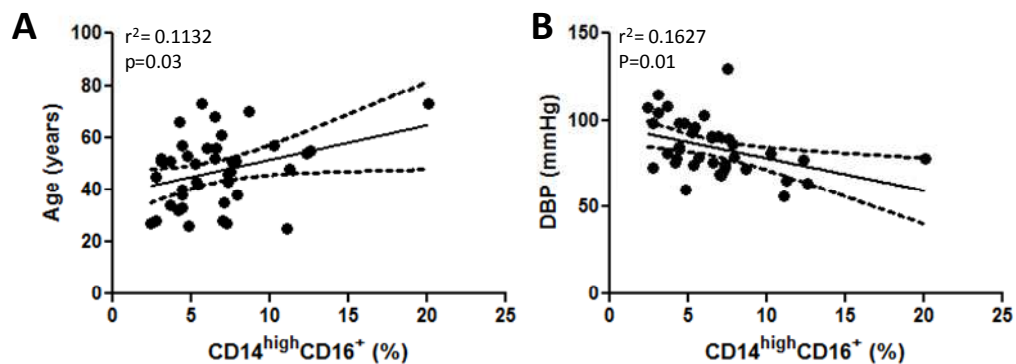 A
r²= 0.1132
p=0.03
100
80
60
40
20
0
Age (years)
0 5 10 15 20 25
CD14highCD16+ (%)
B
r² = 0.1627
P=0.01
150
100
50
0
DBP (mmHg)
0 5 10 15 20 25
CD14highCD16+ (%)